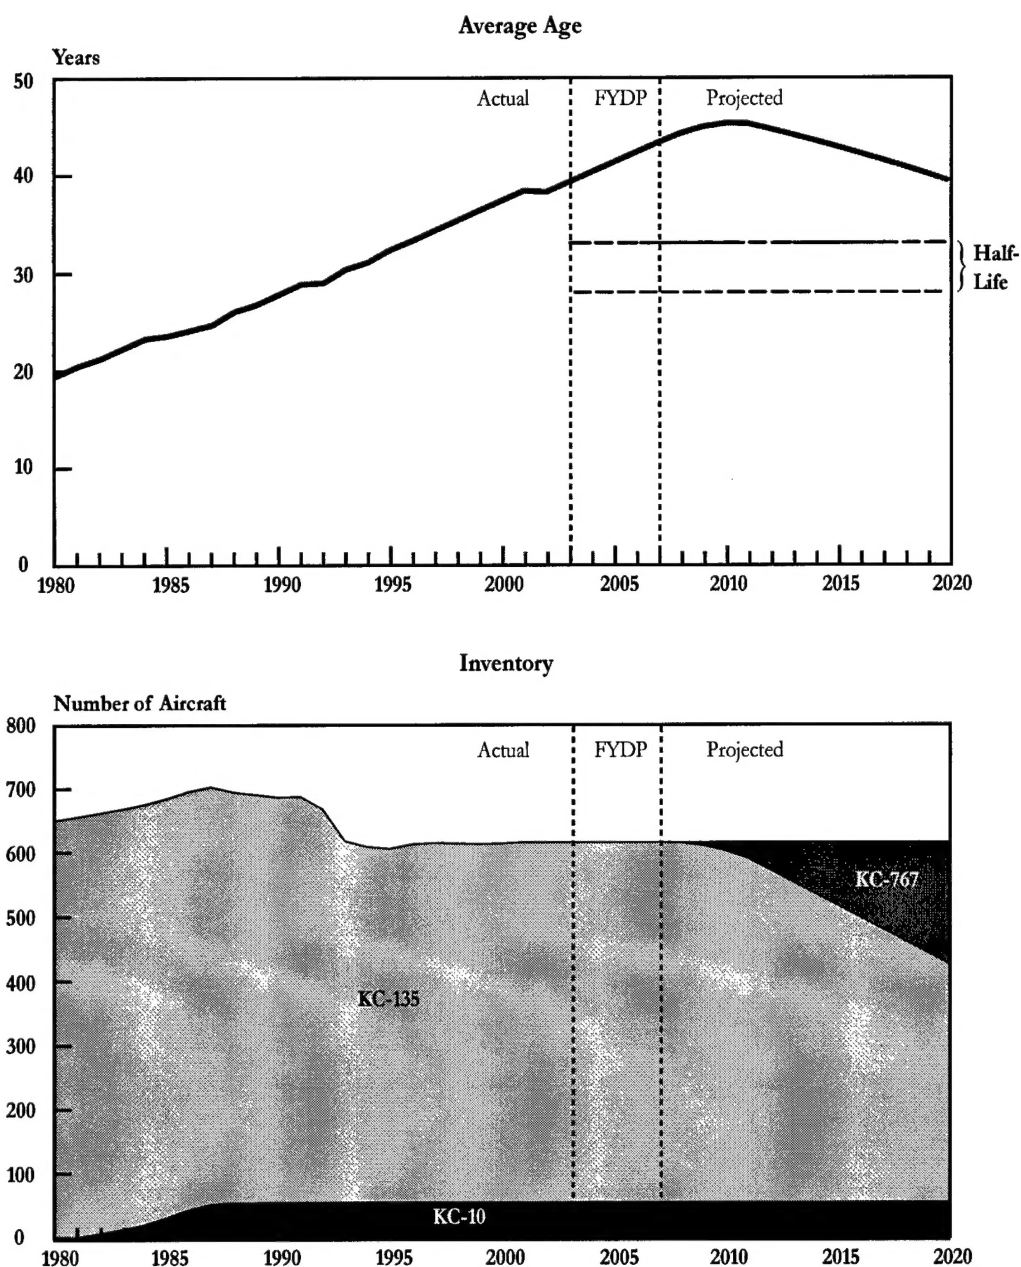 Average Age
Years
50
Actual FYDP Projected
40
Half-
30
Life
20
10
0
1980 1985 1990 1995 2000 2005 2010 2015 2020
Inventory
Number of Aircraft
800
Actual FYDP Projected
700
600
KC-767
500
400
KC-135
300
200
100
KC-10
0
1980 1985 1990 1995 2000 2005 2010 2015 2020